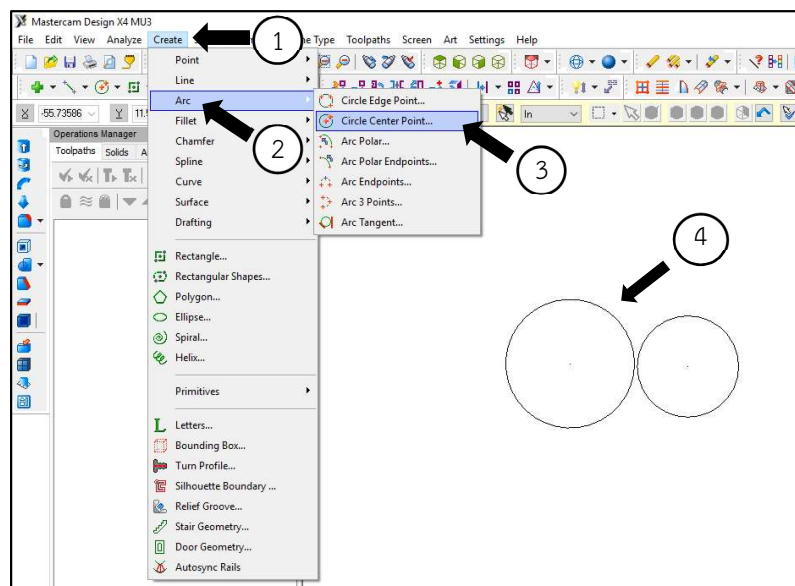 Mastercam Design X4 MU3
File Edit View Analyze Create Type Toolpaths Screen Art Settings Help
1
Point
Line
Arc
Fillet
Chamfer
Spline
Curve
Surface
Drafting
Rectangle...
Rectangular Shapes...
Polygon...
Ellipse...
Spiral...
Helix...
Primitives
Letters...
Bounding Box...
Turn Profile...
Silhouette Boundary ...
Relief Groove...
Stair Geometry...
Door Geometry...
Autosync Rails
2
Circle Edge Point...
Circle Center Point...
Arc Polar...
Arc Polar Endpoints...
Arc Endpoints...
Arc 3 Points...
Arc Tangent...
3
-55.73586 Y 11.
In
Operations Manager
Toolpaths Solids A
4